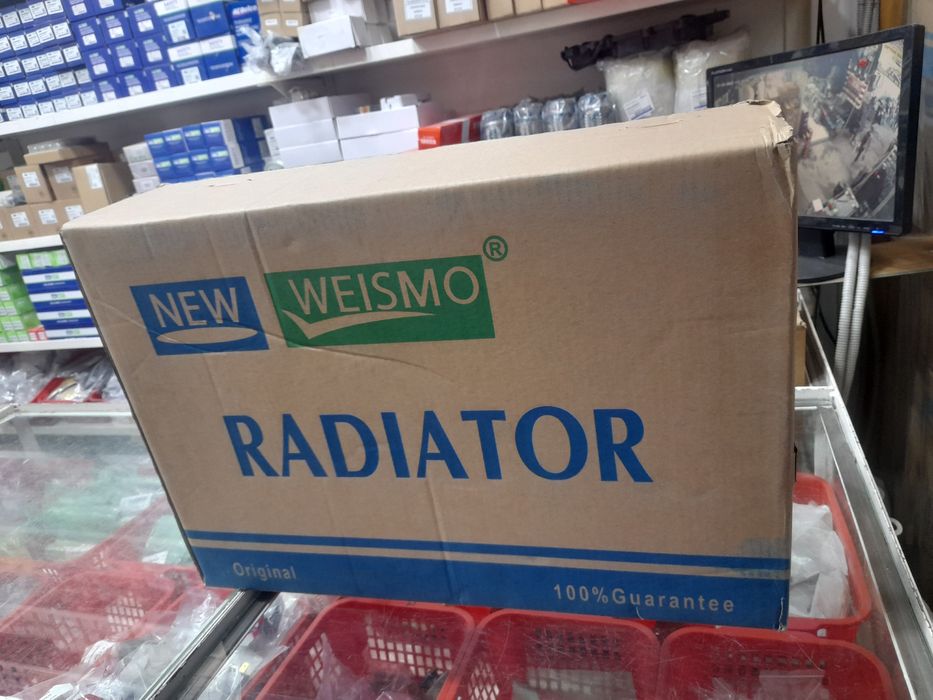 NEW WEISMO ®
RADIATOR
Original
100%Guarantee